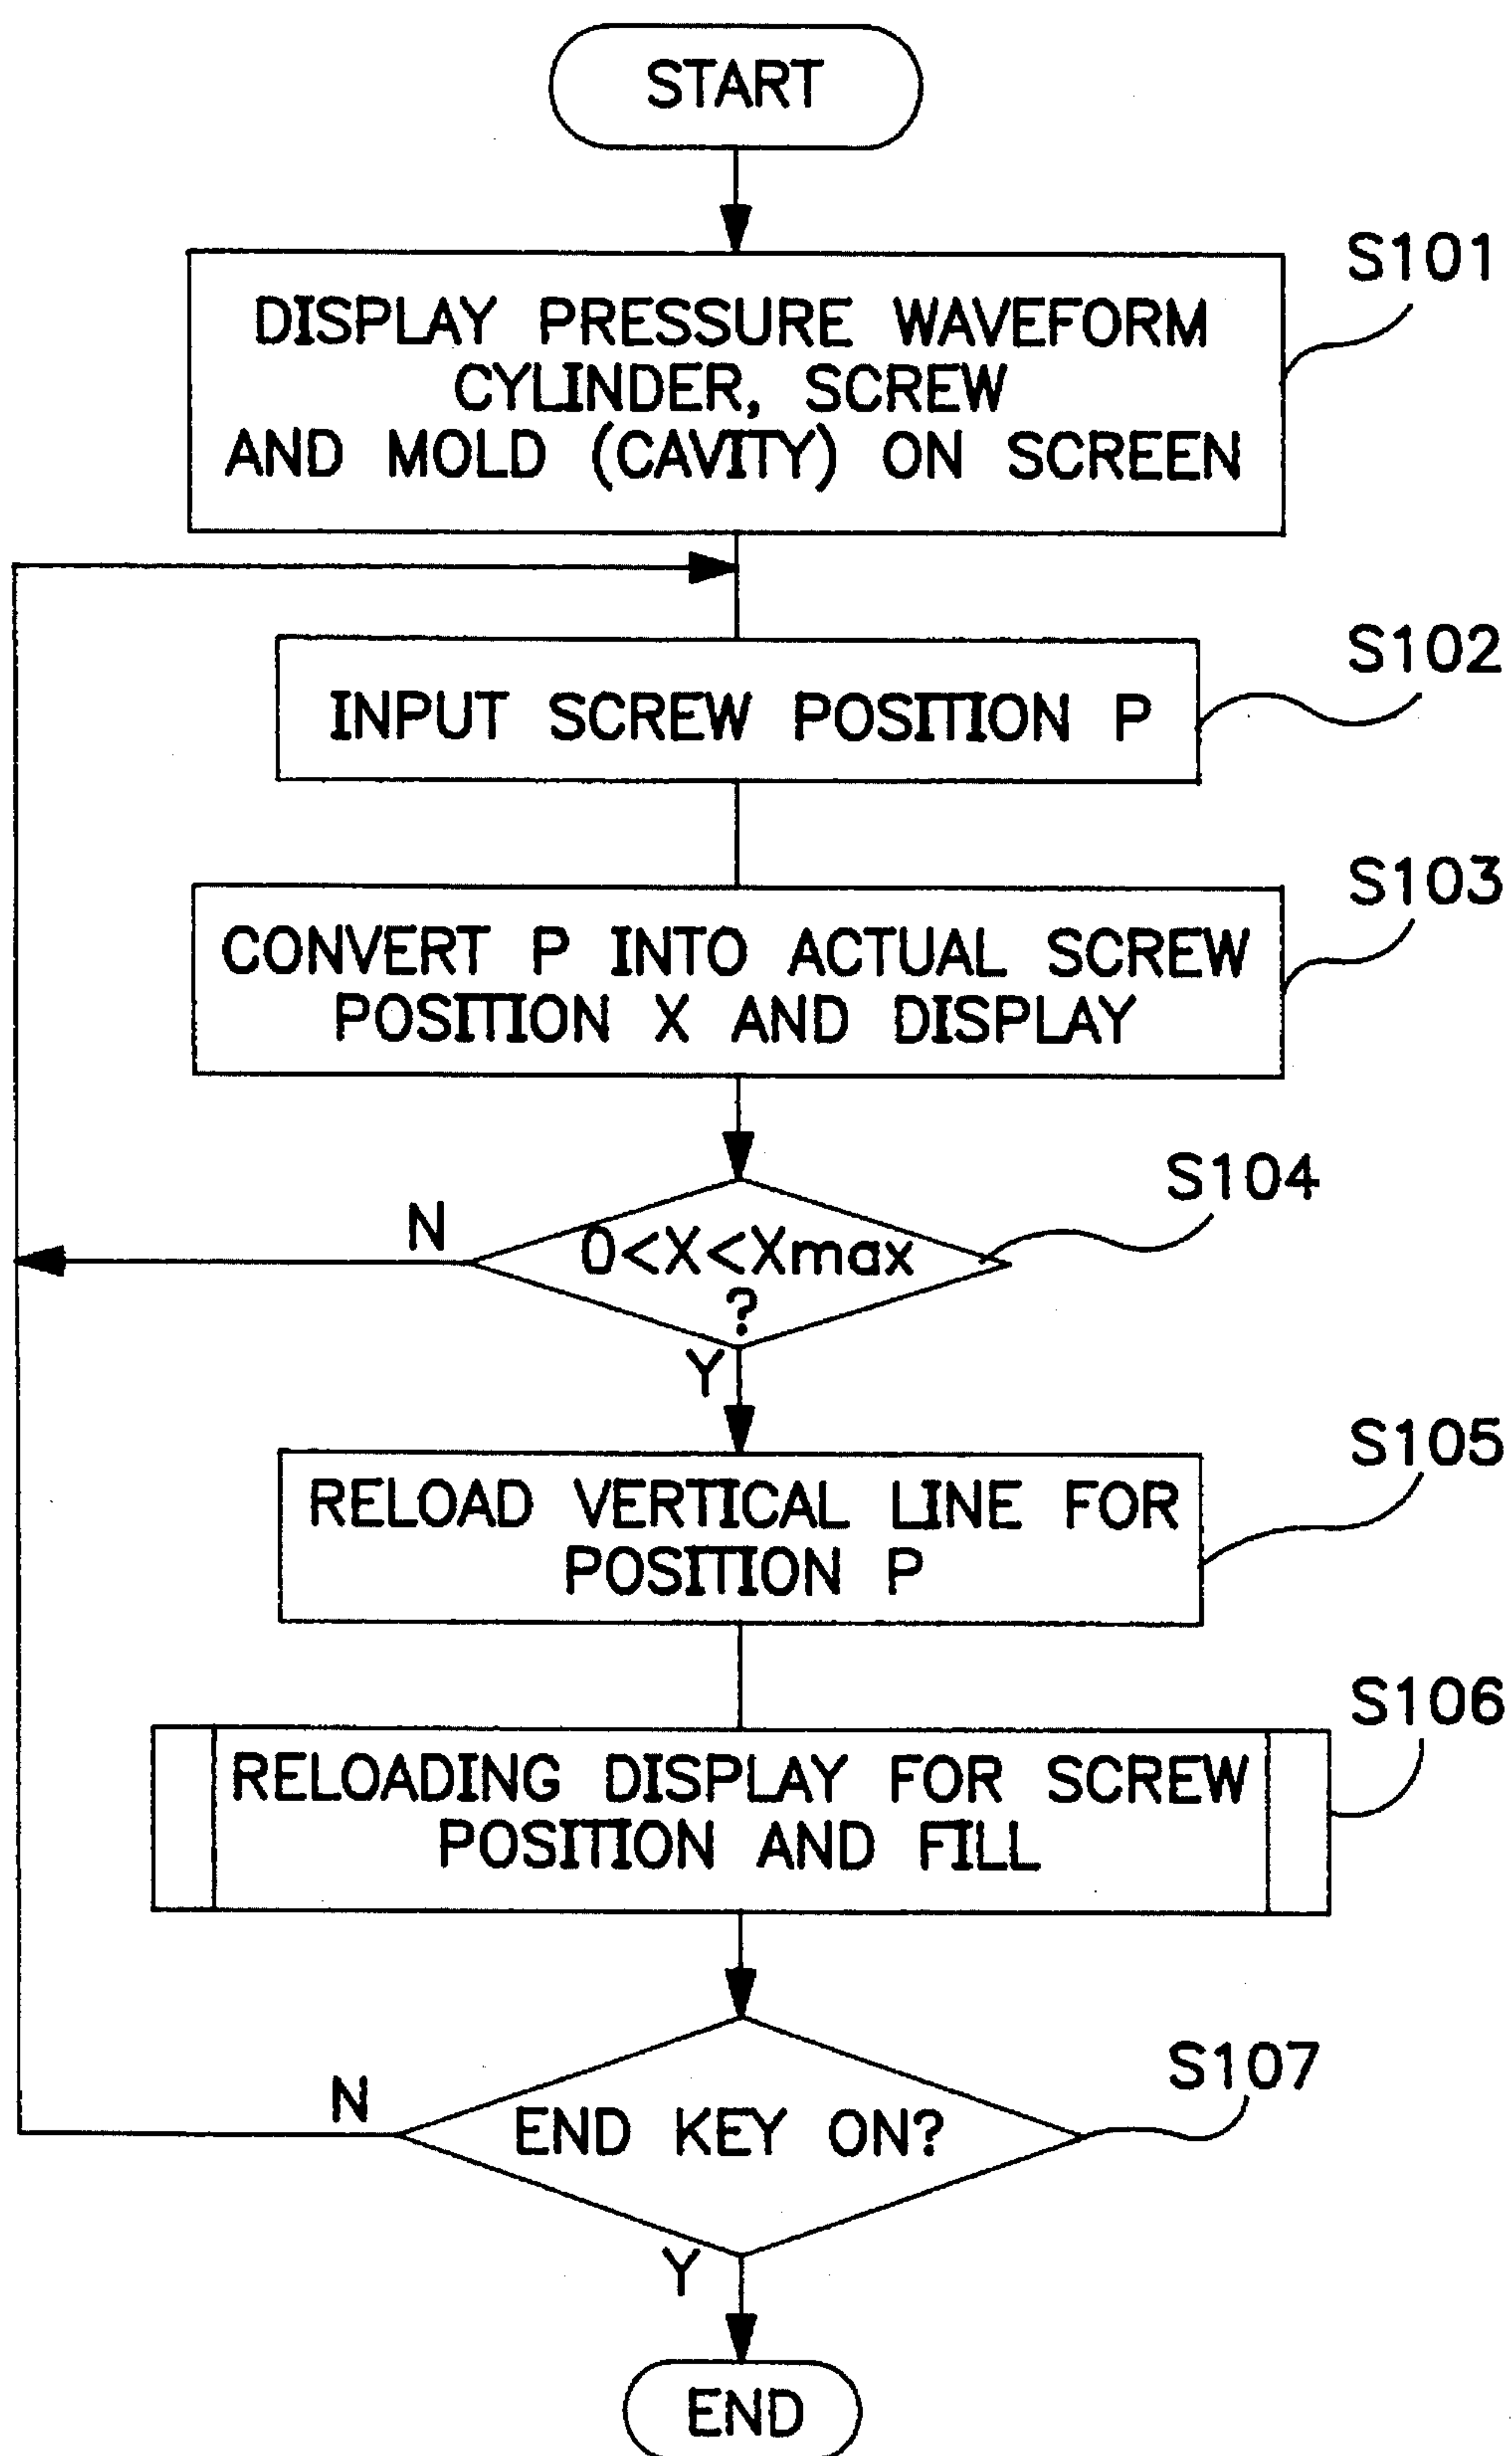 START
S101
DISPLAY PRESSURE WAVEFORM
CYLINDER, SCREW
AND MOLD (CAVITY) ON SCREEN
S102
INPUT SCREW POSITION P
S103
CONVERT P INTO ACTUAL SCREW
POSITION X AND DISPLAY
S104
N
0<X<Xmax
?
Y
S105
RELOAD VERTICAL LINE FOR
POSITION P
S106
RELOADING DISPLAY FOR SCREW
POSITION AND FILL
S107
N
END KEY ON?
Y
END